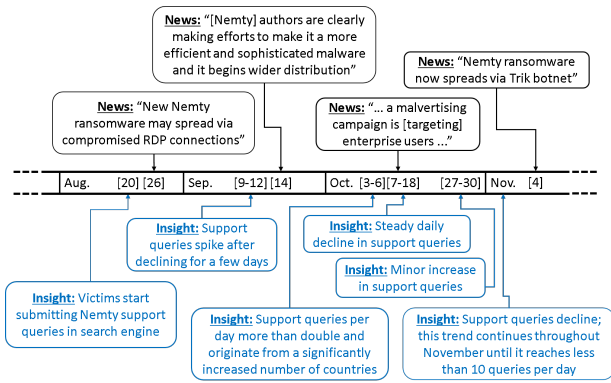 News: “[Nemty] authors are clearly
making efforts to make it a more
efficient and sophisticated malware
and it begins wider distribution”
News: “Nemty ransomware
now spreads via Trik botnet”
News: “New Nemty
ransomware may spread via
compromised RDP connections”
News: “... a malvertising
campaign is [targeting]
enterprise users ...”
Aug. [20] [26] Sep. [9-12] [14] Oct. [3-6] [7-18] [27-30] Nov. [4]
Insight: Support
queries spike after
declining for a few days
Insight: Steady daily
decline in support queries
Insight: Minor increase
in support queries
Insight: Victims start
submitting Nemty support
queries in search engine
Insight: Support queries per
day more than double and
originate from a significantly
increased number of countries
Insight: Support queries decline;
this trend continues throughout
November until it reaches less
than 10 queries per day